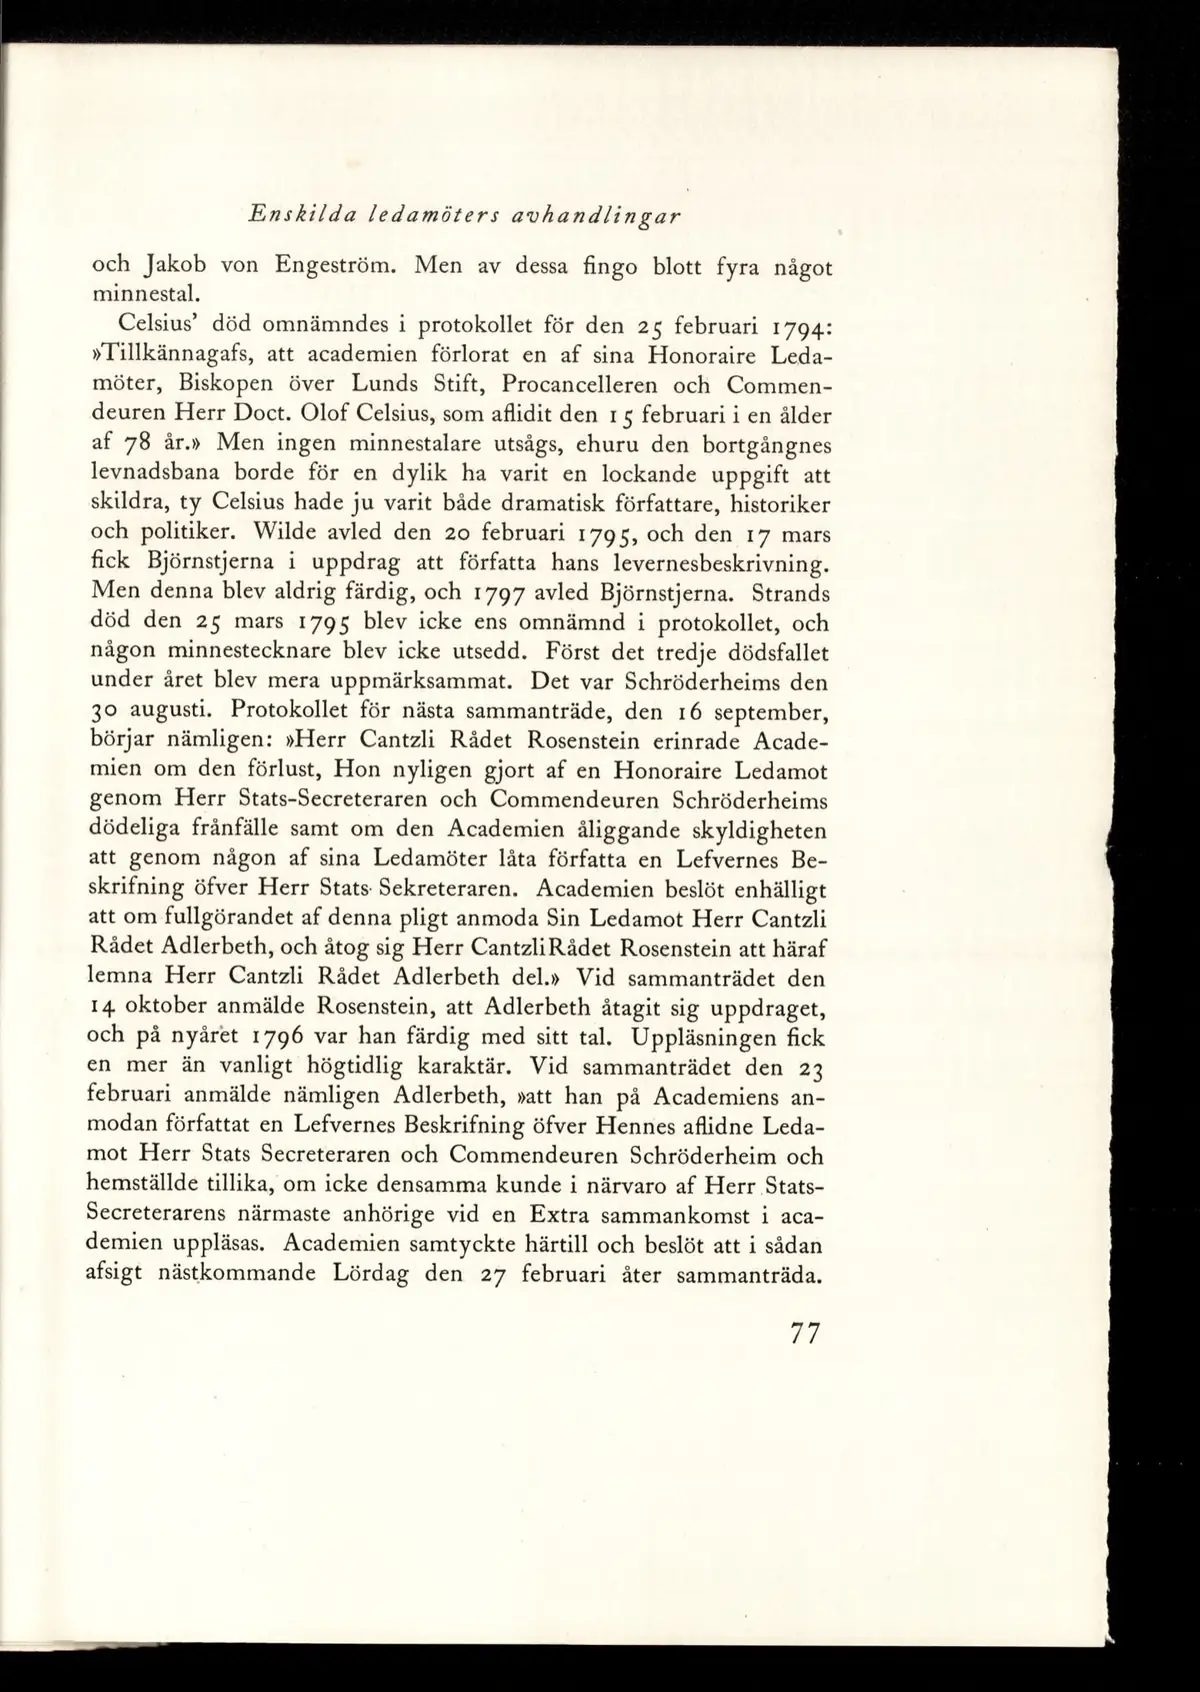 Enskilda ledamöters avhandlingar
och Jakob von Engeström. Men av dessa fingo blott fyra något
minnestal.
Celsius’ död omnämndes i protokollet för den 25 februari 1794:
»Tillkännagafs, att academien förlorat en af sina Honoraire Leda-
möter, Biskopen över Lunds Stift, Procancelleren och Commen-
deuren Herr Doct. Olof Celsius, som aflidit den 15 februari i en ålder
af 78 år.» Men ingen minnestalare utsågs, ehuru den bortgångnes
levnadsbana borde för en dylik ha varit en lockande uppgift att
skildra, ty Celsius hade ju varit både dramatisk författare, historiker
och politiker. Wilde avled den 20 februari 1795, och den 17 mars
fick Björnstjerna i uppdrag att författa hans levernesbeskrivning.
Men denna blev aldrig färdig, och 1797 avled Björnstjerna. Strands
död den 25 mars 1795 blev icke ens omnämnd i protokollet, och
någon minnestecknare blev icke utsedd. Först det tredje dödsfallet
under året blev mera uppmärksammat. Det var Schröderheims den
30 augusti. Protokollet för nästa sammanträde, den 16 september,
börjar nämligen: »Herr Cantzli Rådet Rosenstein erinrade Acade-
mien om den förlust, Hon nyligen gjort af en Honoraire Ledamot
genom Herr Stats-Secreteraren och Commendeuren Schröderheims
dödeliga frånfälle samt om den Academien åliggande skyldigheten
att genom någon af sina Ledamöter låta författa en Lefvernes Be-
skrifning öfver Herr Stats-Sekreteraren. Academien beslöt enhälligt
att om fullgörandet af denna pligt anmoda Sin Ledamot Herr Cantzli
Rådet Adlerbeth, och åtog sig Herr CantzliRådet Rosenstein att häraf
lemna Herr Cantzli Rådet Adlerbeth del.» Vid sammanträdet den
14 oktober anmälde Rosenstein, att Adlerbeth åtagit sig uppdraget,
och på nyåret 1796 var han färdig med sitt tal. Uppläsningen fick
en mer än vanligt högtidlig karaktär. Vid sammanträdet den 23
februari anmälde nämligen Adlerbeth, »att han på Academiens an-
modan författat en Lefvernes Beskrifning öfver Hennes aflidne Leda-
mot Herr Stats Secreteraren och Commendeuren Schröderheim och
hemställde tillika, om icke densamma kunde i närvaro af Herr Stats-
Secreterarens närmaste anhörige vid en Extra sammankomst i aca-
demien uppläsas. Academien samtyckte härtill och beslöt att i sådan
afsigt nästkommande Lördag den 27 februari åter sammanträda.
77